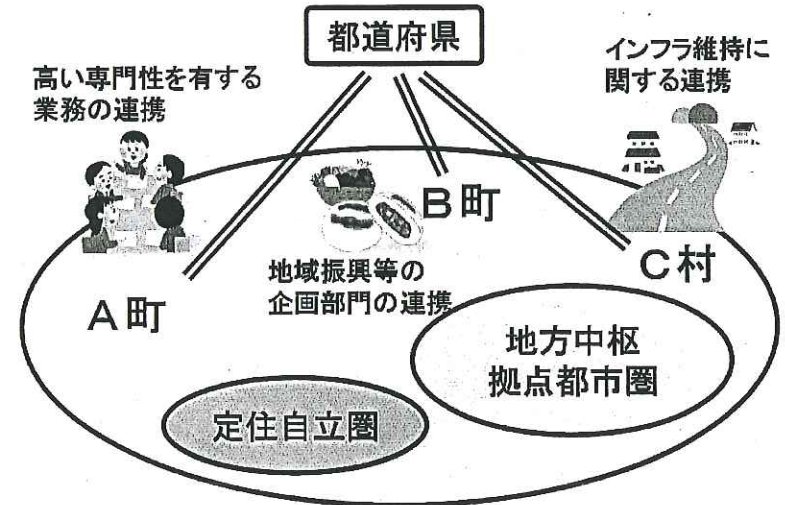 都道府県
高い専門性を有する
業務の連携
インフラ維持に
関する連携
B町
C村
地域振興等の
企画部門の連携
A町
地方中枢
拠点都市圏
定住自立圏